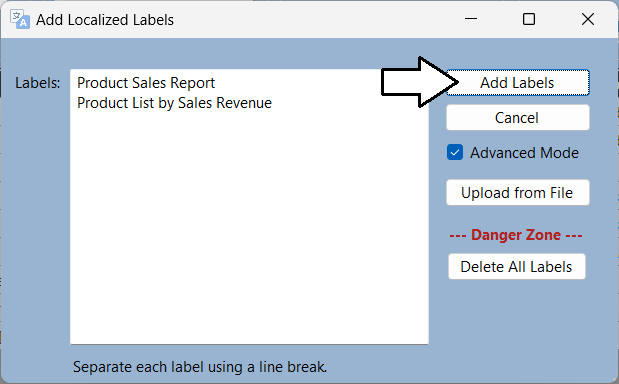 Add Localized Labels
Labels:
Product Sales Report
Product List by Sales Revenue
Add Labels
Cancel
Advanced Mode
Upload from File
--- Danger Zone ---
Delete All Labels
Separate each label using a line break.